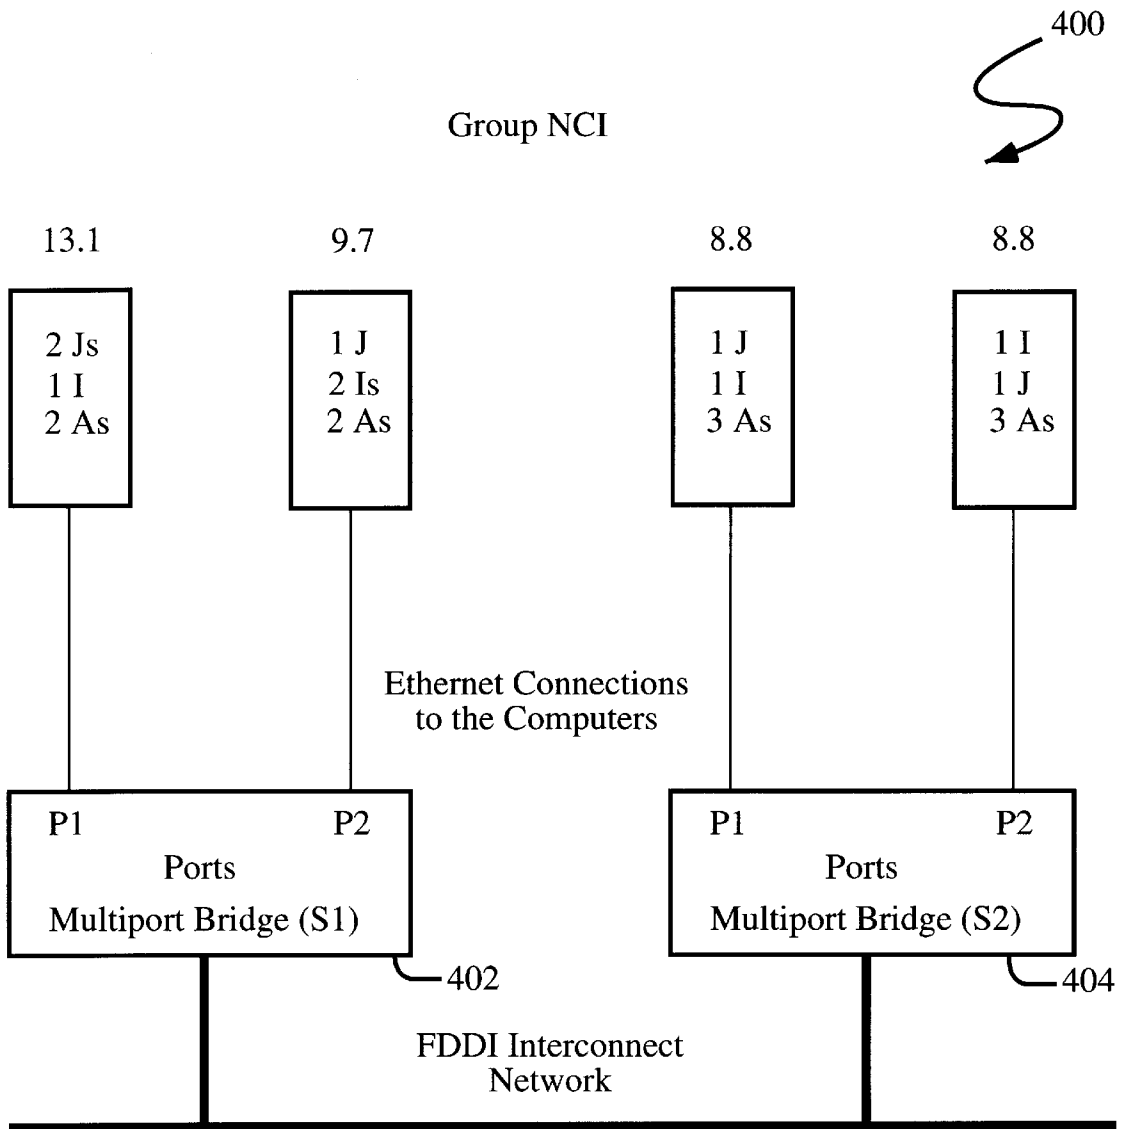 400
Group NCI
13.1 9.7 8.8 8.8
2 Js
1 I
2 As
1 J
2 Is
2 As
1 J
1 I
3 As
1 I
1 J
3 As
Ethernet Connections
to the Computers
P1 P2
Ports
Multiport Bridge (S1)
402
P1 P2
Ports
Multiport Bridge (S2)
404
FDDI Interconnect
Network